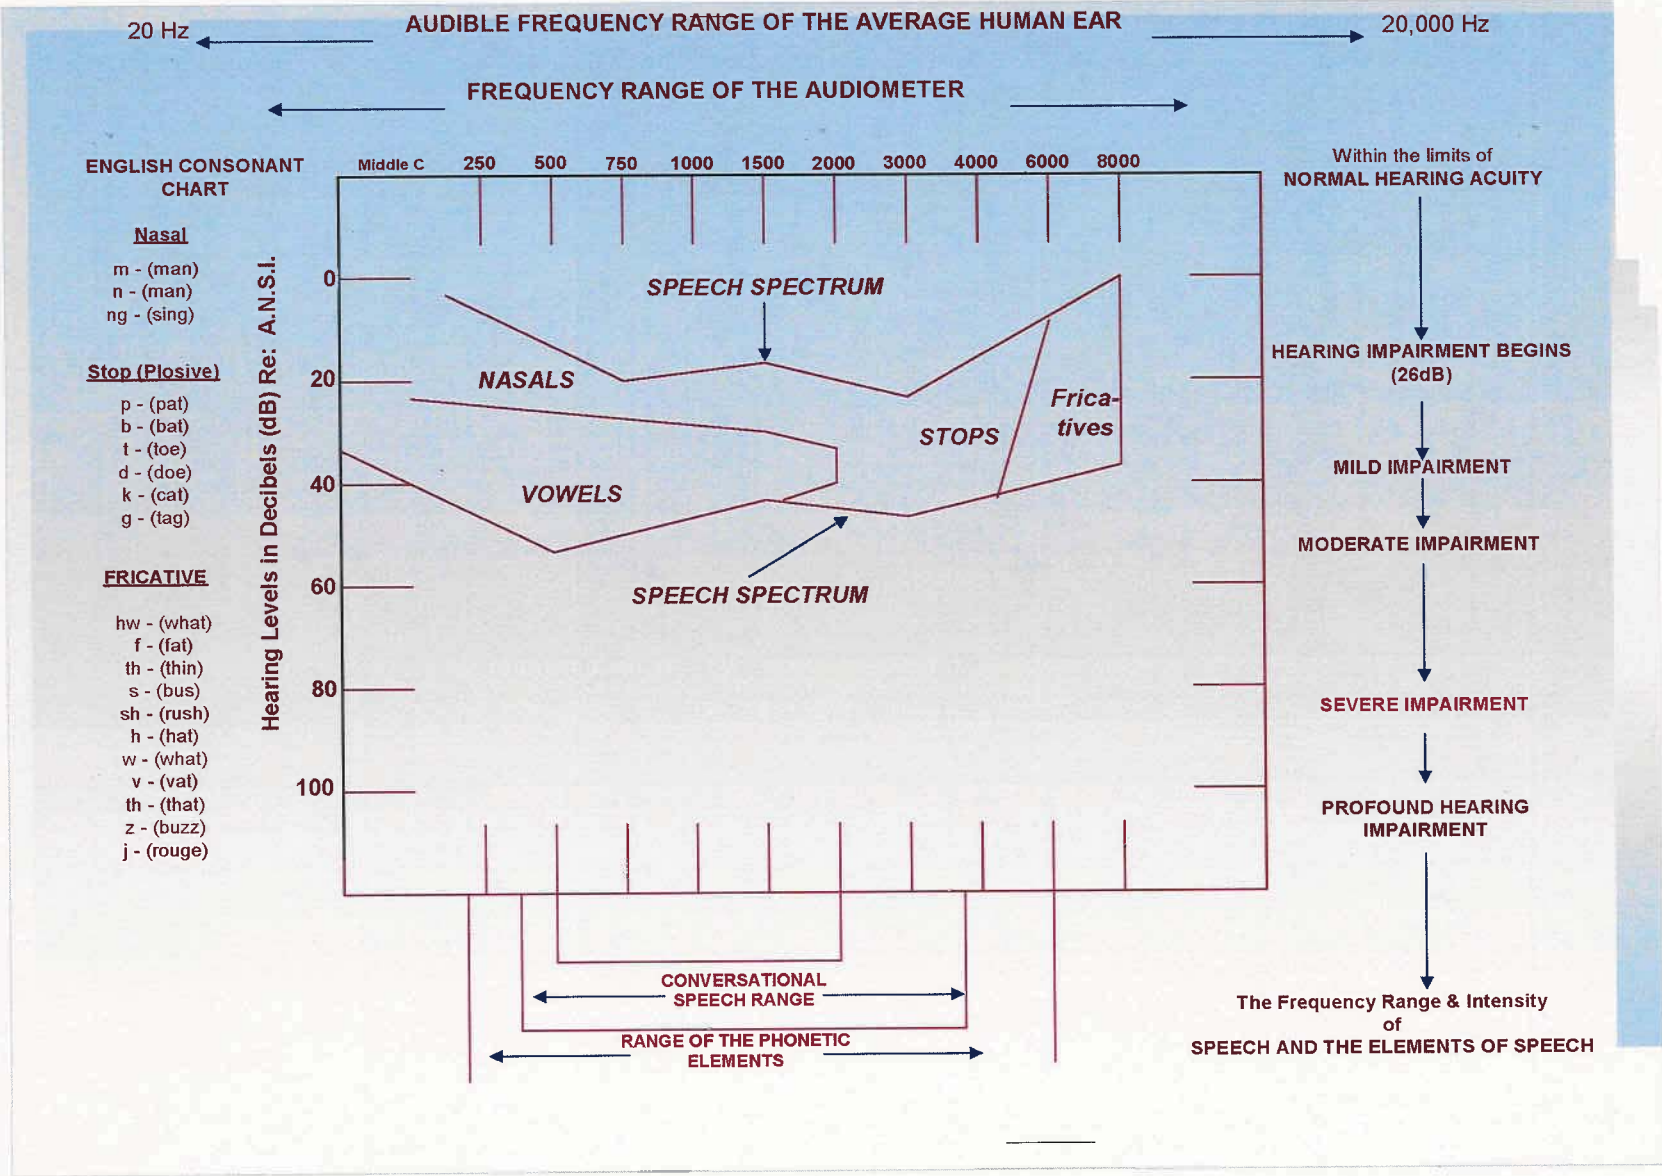 20 Hz
AUDIBLE FREQUENCY RANGE OF THE AVERAGE HUMAN EAR
20,000 Hz
FREQUENCY RANGE OF THE AUDIOMETER
ENGLISH CONSONANT
CHART
Nasal
m - (man)
n - (man)
ng - (sing)
Stop (Plosive)
p - (pat)
b - (bat)
t - (toe)
d - (doe)
k - (cat)
g - (tag)
FRICATIVE
hw - (what)
f - (fat)
th - (thin)
s - (bus)
sh - (rush)
h - (hat)
w - (what)
v - (vat)
th - (that)
z - (buzz)
j - (rouge)
Hearing Levels in Decibels (dB) Re: A.N.S.I.
Middle C 250 500 750 1000 1500 2000 3000 4000 6000 8000
0
20
40
60
80
100
SPEECH SPECTRUM
NASALS
VOWELS
STOPS
Frica-
tives
SPEECH SPECTRUM
CONVERSATIONAL
SPEECH RANGE
RANGE OF THE PHONETIC
ELEMENTS
Within the limits of
NORMAL HEARING ACUITY
HEARING IMPAIRMENT BEGINS
(26dB)
MILD IMPAIRMENT
MODERATE IMPAIRMENT
SEVERE IMPAIRMENT
PROFOUND HEARING
IMPAIRMENT
The Frequency Range & Intensity
of
SPEECH AND THE ELEMENTS OF SPEECH